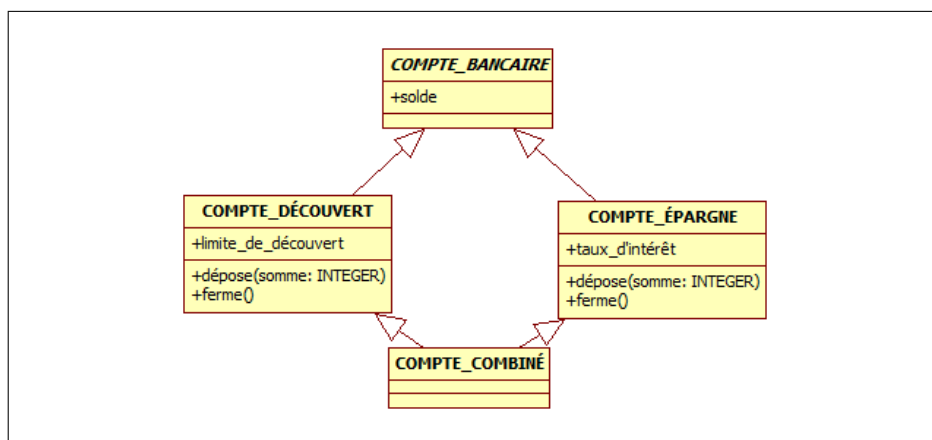 COMPTE_BANCAIRE
+solde
COMPTE_DÉCOUVERT
+limite_de_découvert
+dépose(somme: INTEGER)
+ferme()
COMPTE_ÉPARGNE
+taux_d'intérêt
+dépose(somme: INTEGER)
+ferme()
COMPTE_COMBINÉ